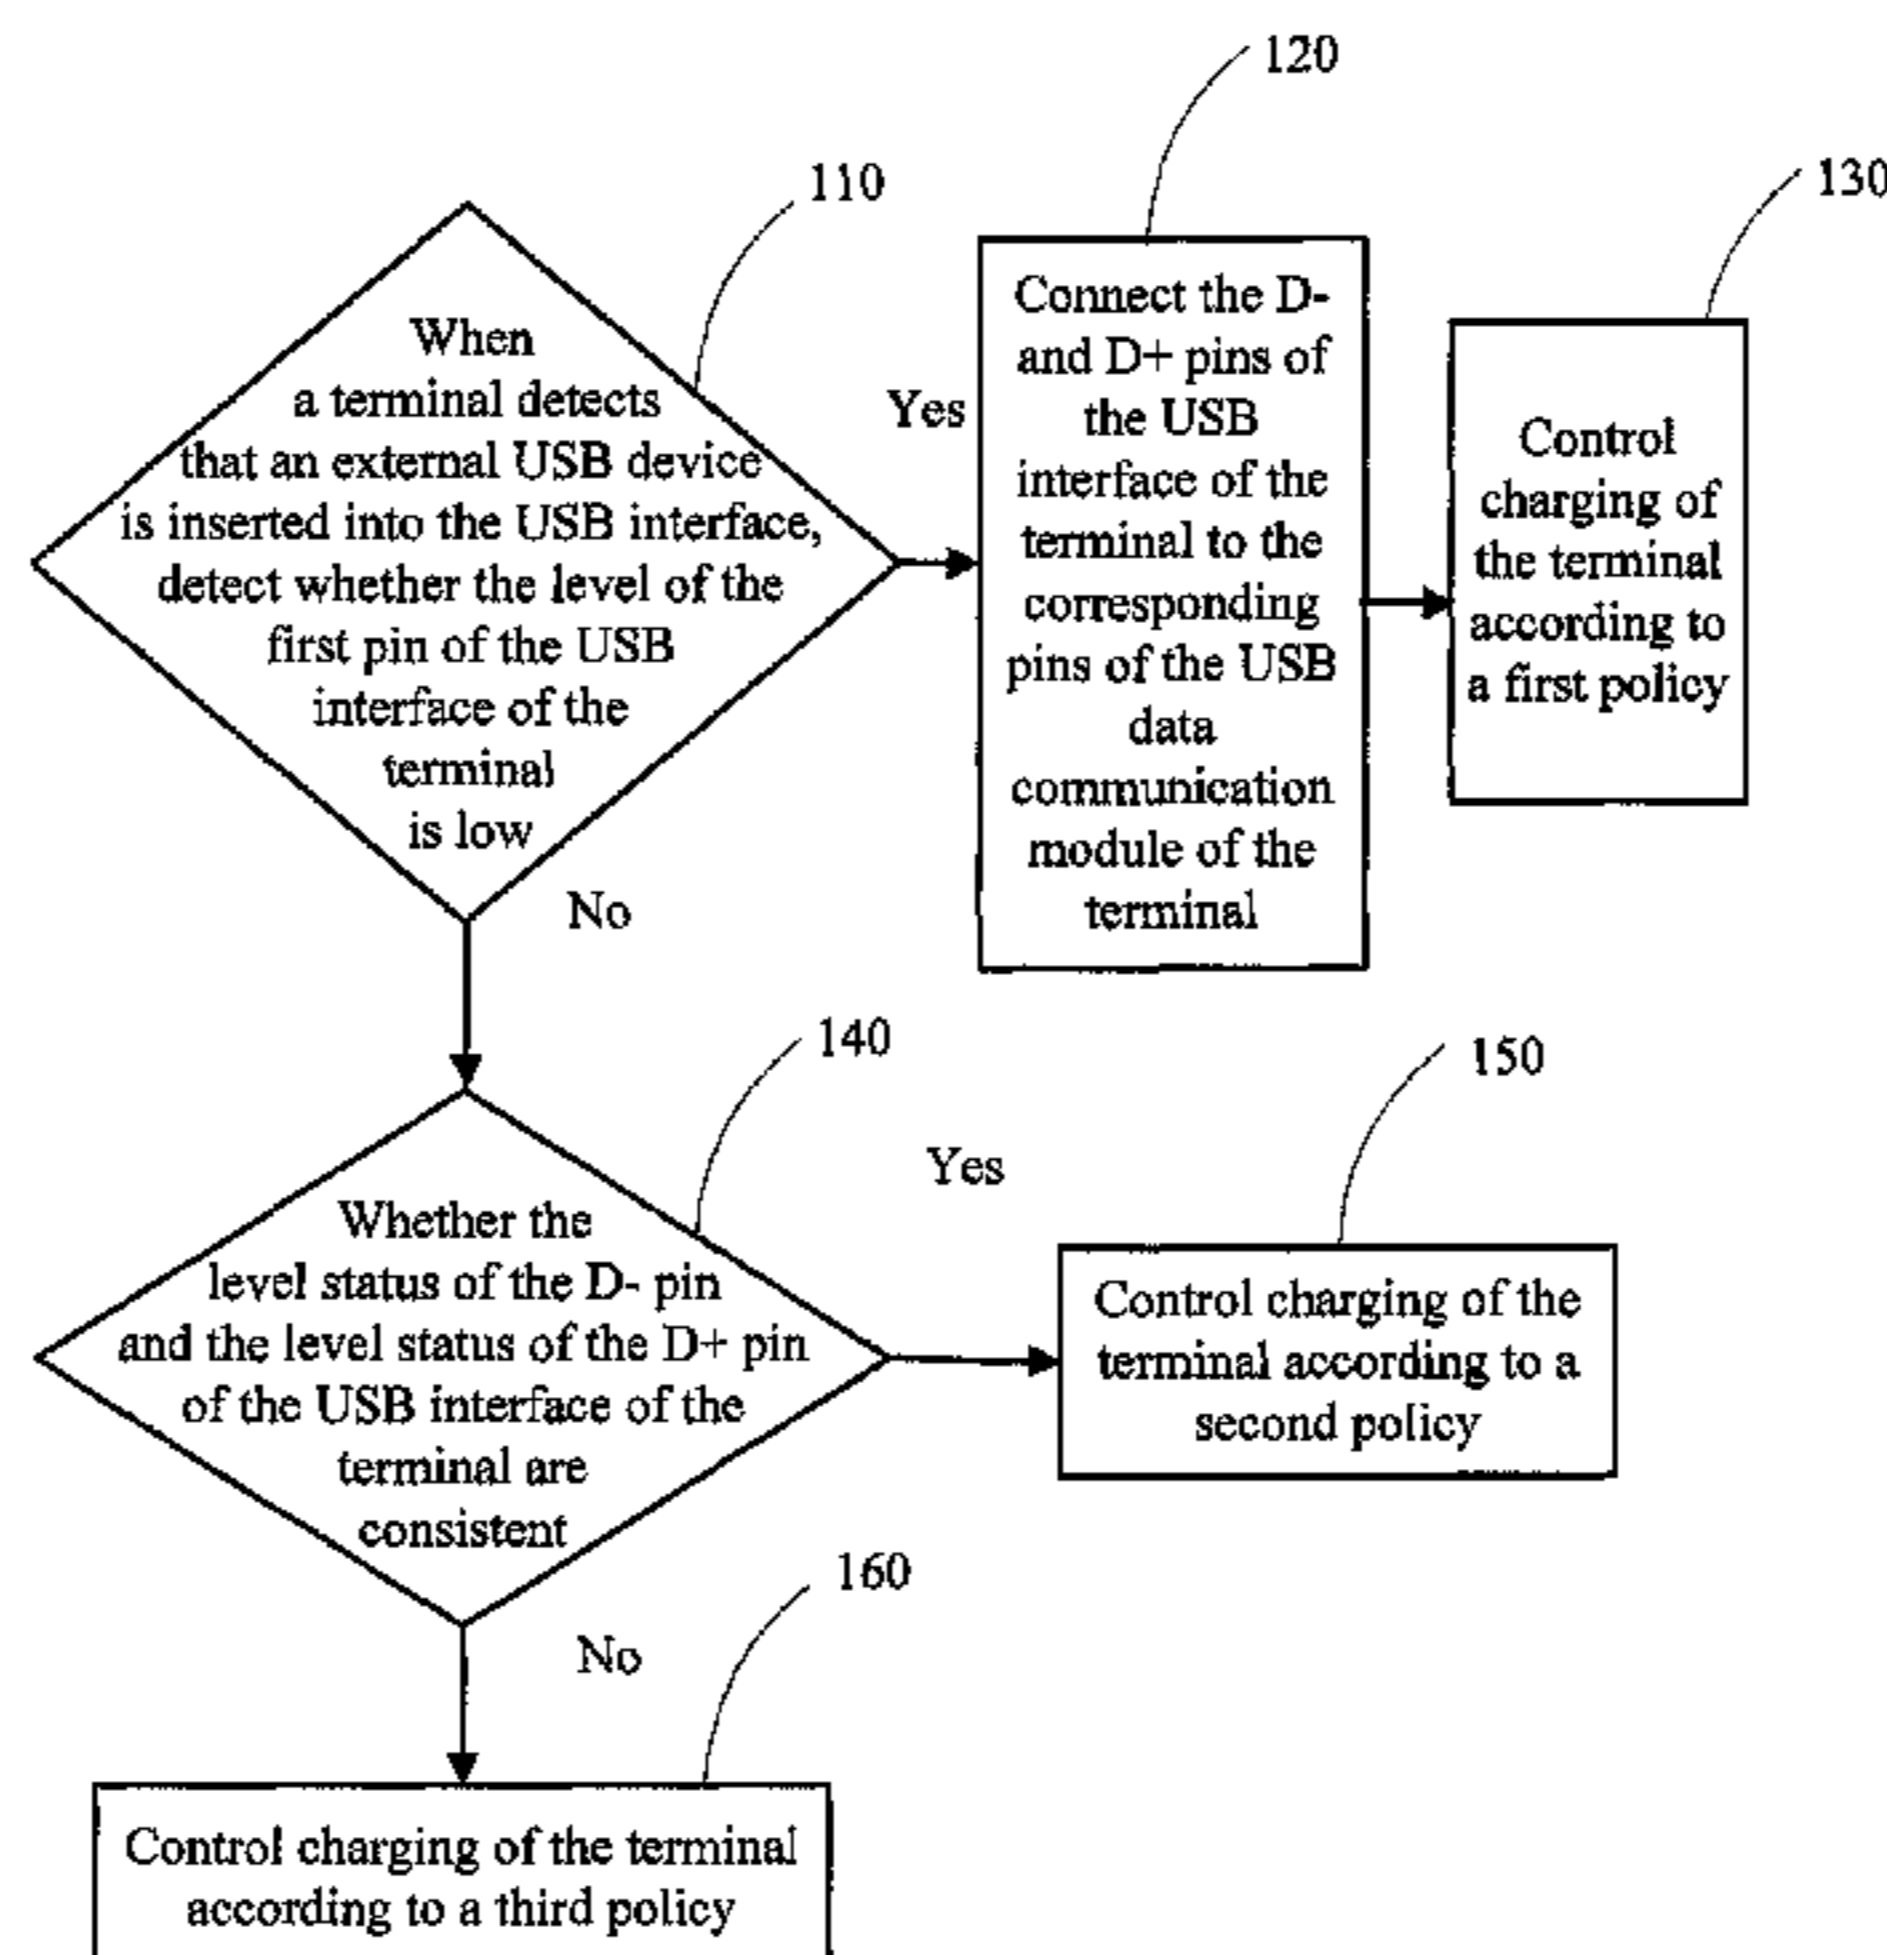 120
110
130
When
a terminal detects
that an external USB device
is inserted into the USB interface,
detect whether the level of the
first pin of the USB
interface of the
terminal
is low
Yes
Connect the D-
and D+ pins of
the USB
interface of the
terminal to the
corresponding
pins of the USB
data
communication
module of the
terminal
Control
charging of
the terminal
according to
a first policy
No
140
150
Whether the
level status of the D- pin
and the level status of the D+ pin
of the USB interface of the
terminal are
consistent
Yes
Control charging of the
terminal according to a
second policy
No
160
Control charging of the terminal
according to a third policy